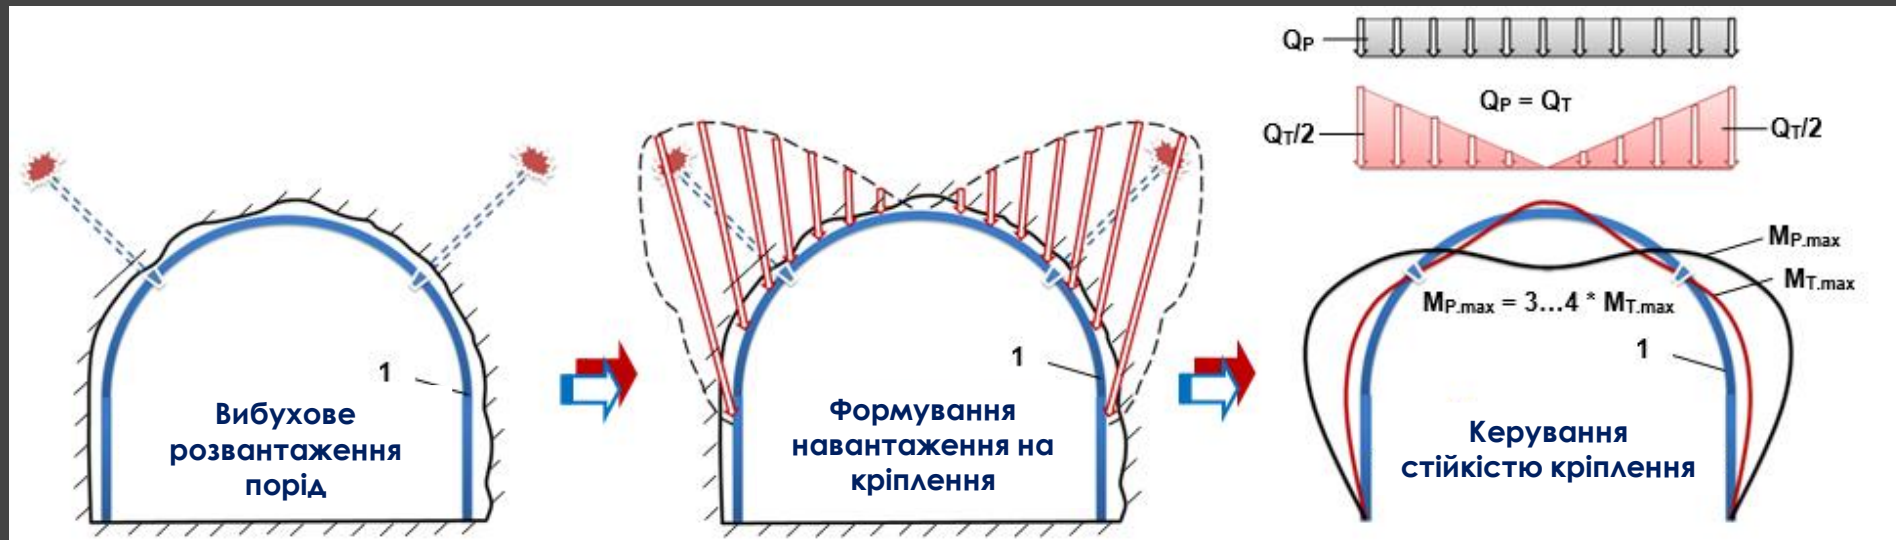 1
Вибухове
розвантаження
порід
1
Формування
навантаження на
кріплення
QP
QP = QT
QT/2
QT/2
MP.max
MT.max
MP.max = 3...4 * MT.max
1
Керування
стійкістю кріплення